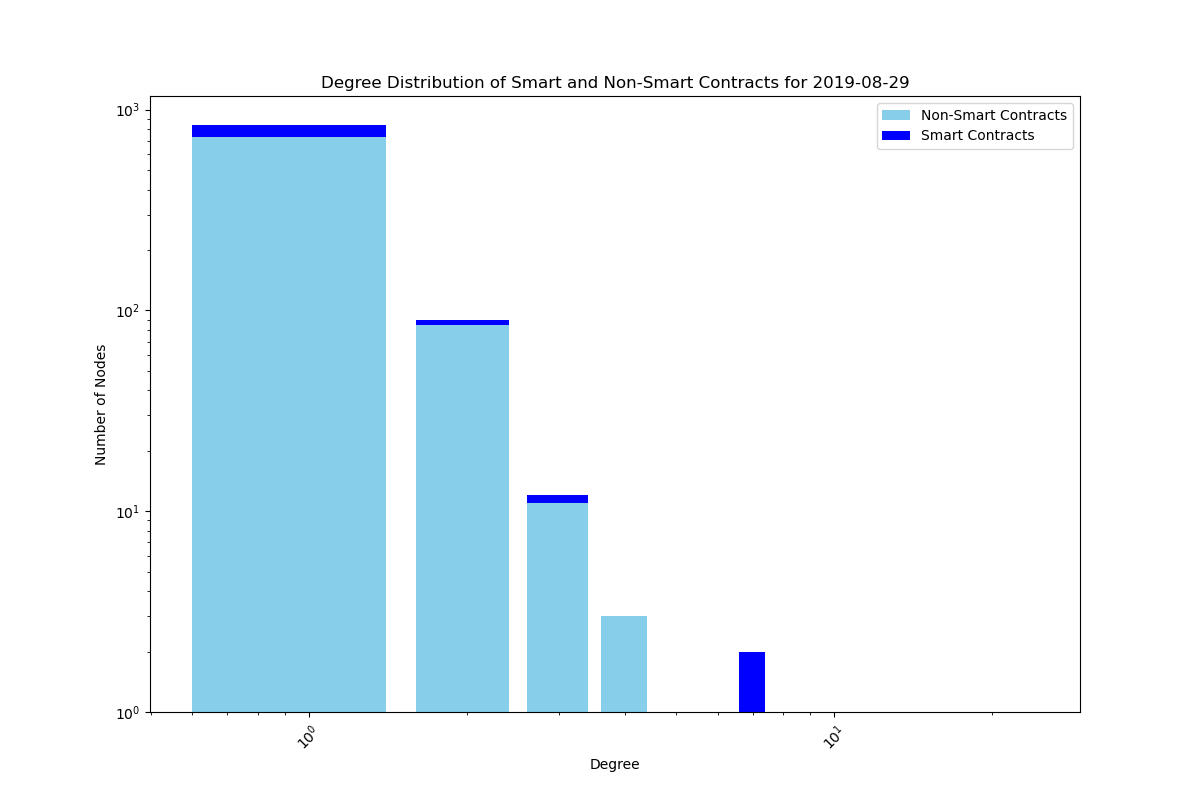 Degree Distribution of Smart and Non-Smart Contracts for 2019-08-29
Non-Smart Contracts
Smart Contracts
Number of Nodes
10³
10²
10¹
10⁰
10⁰
10¹
Degree